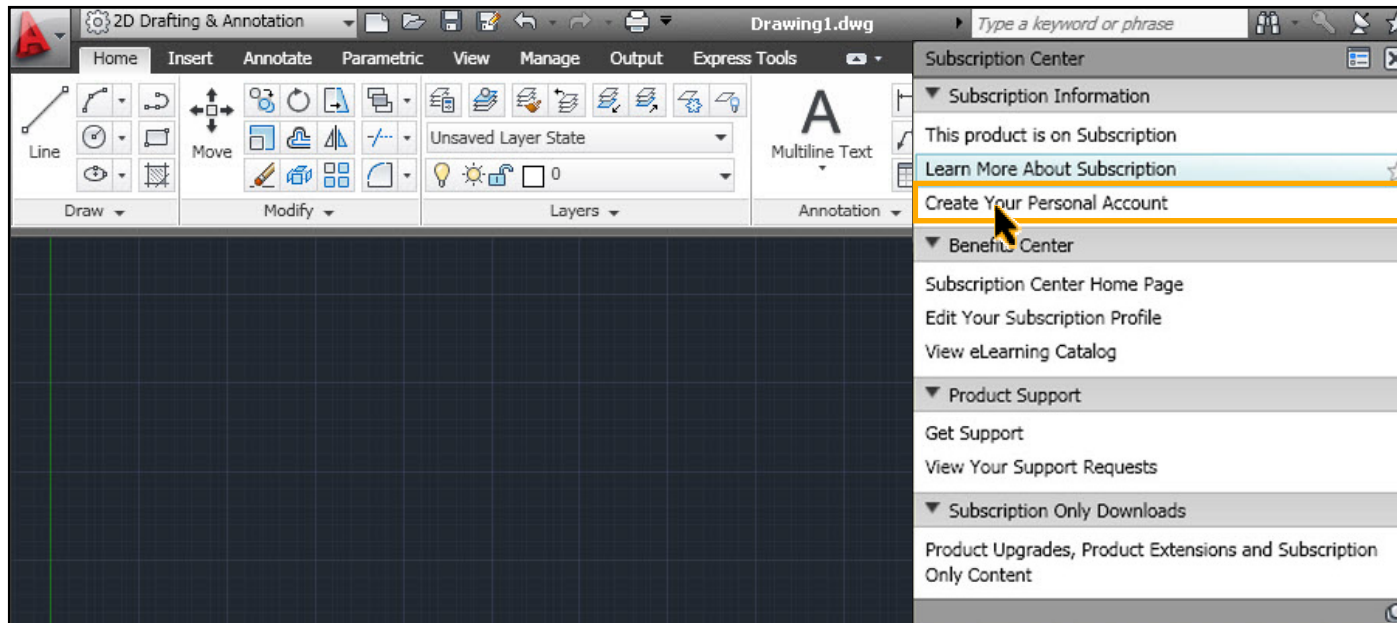 2D Drafting & Annotation
Drawing1.dwg
Type a keyword or phrase
Home Insert Annotate Parametric View Manage Output Express Tools
Line
Move
Unsaved Layer State
0
Multiline Text
Draw
Modify
Layers
Annotation
Subscription Center
Subscription Information
This product is on Subscription
Learn More About Subscription
Create Your Personal Account
Benefits Center
Subscription Center Home Page
Edit Your Subscription Profile
View eLearning Catalog
Product Support
Get Support
View Your Support Requests
Subscription Only Downloads
Product Upgrades, Product Extensions and Subscription
Only Content